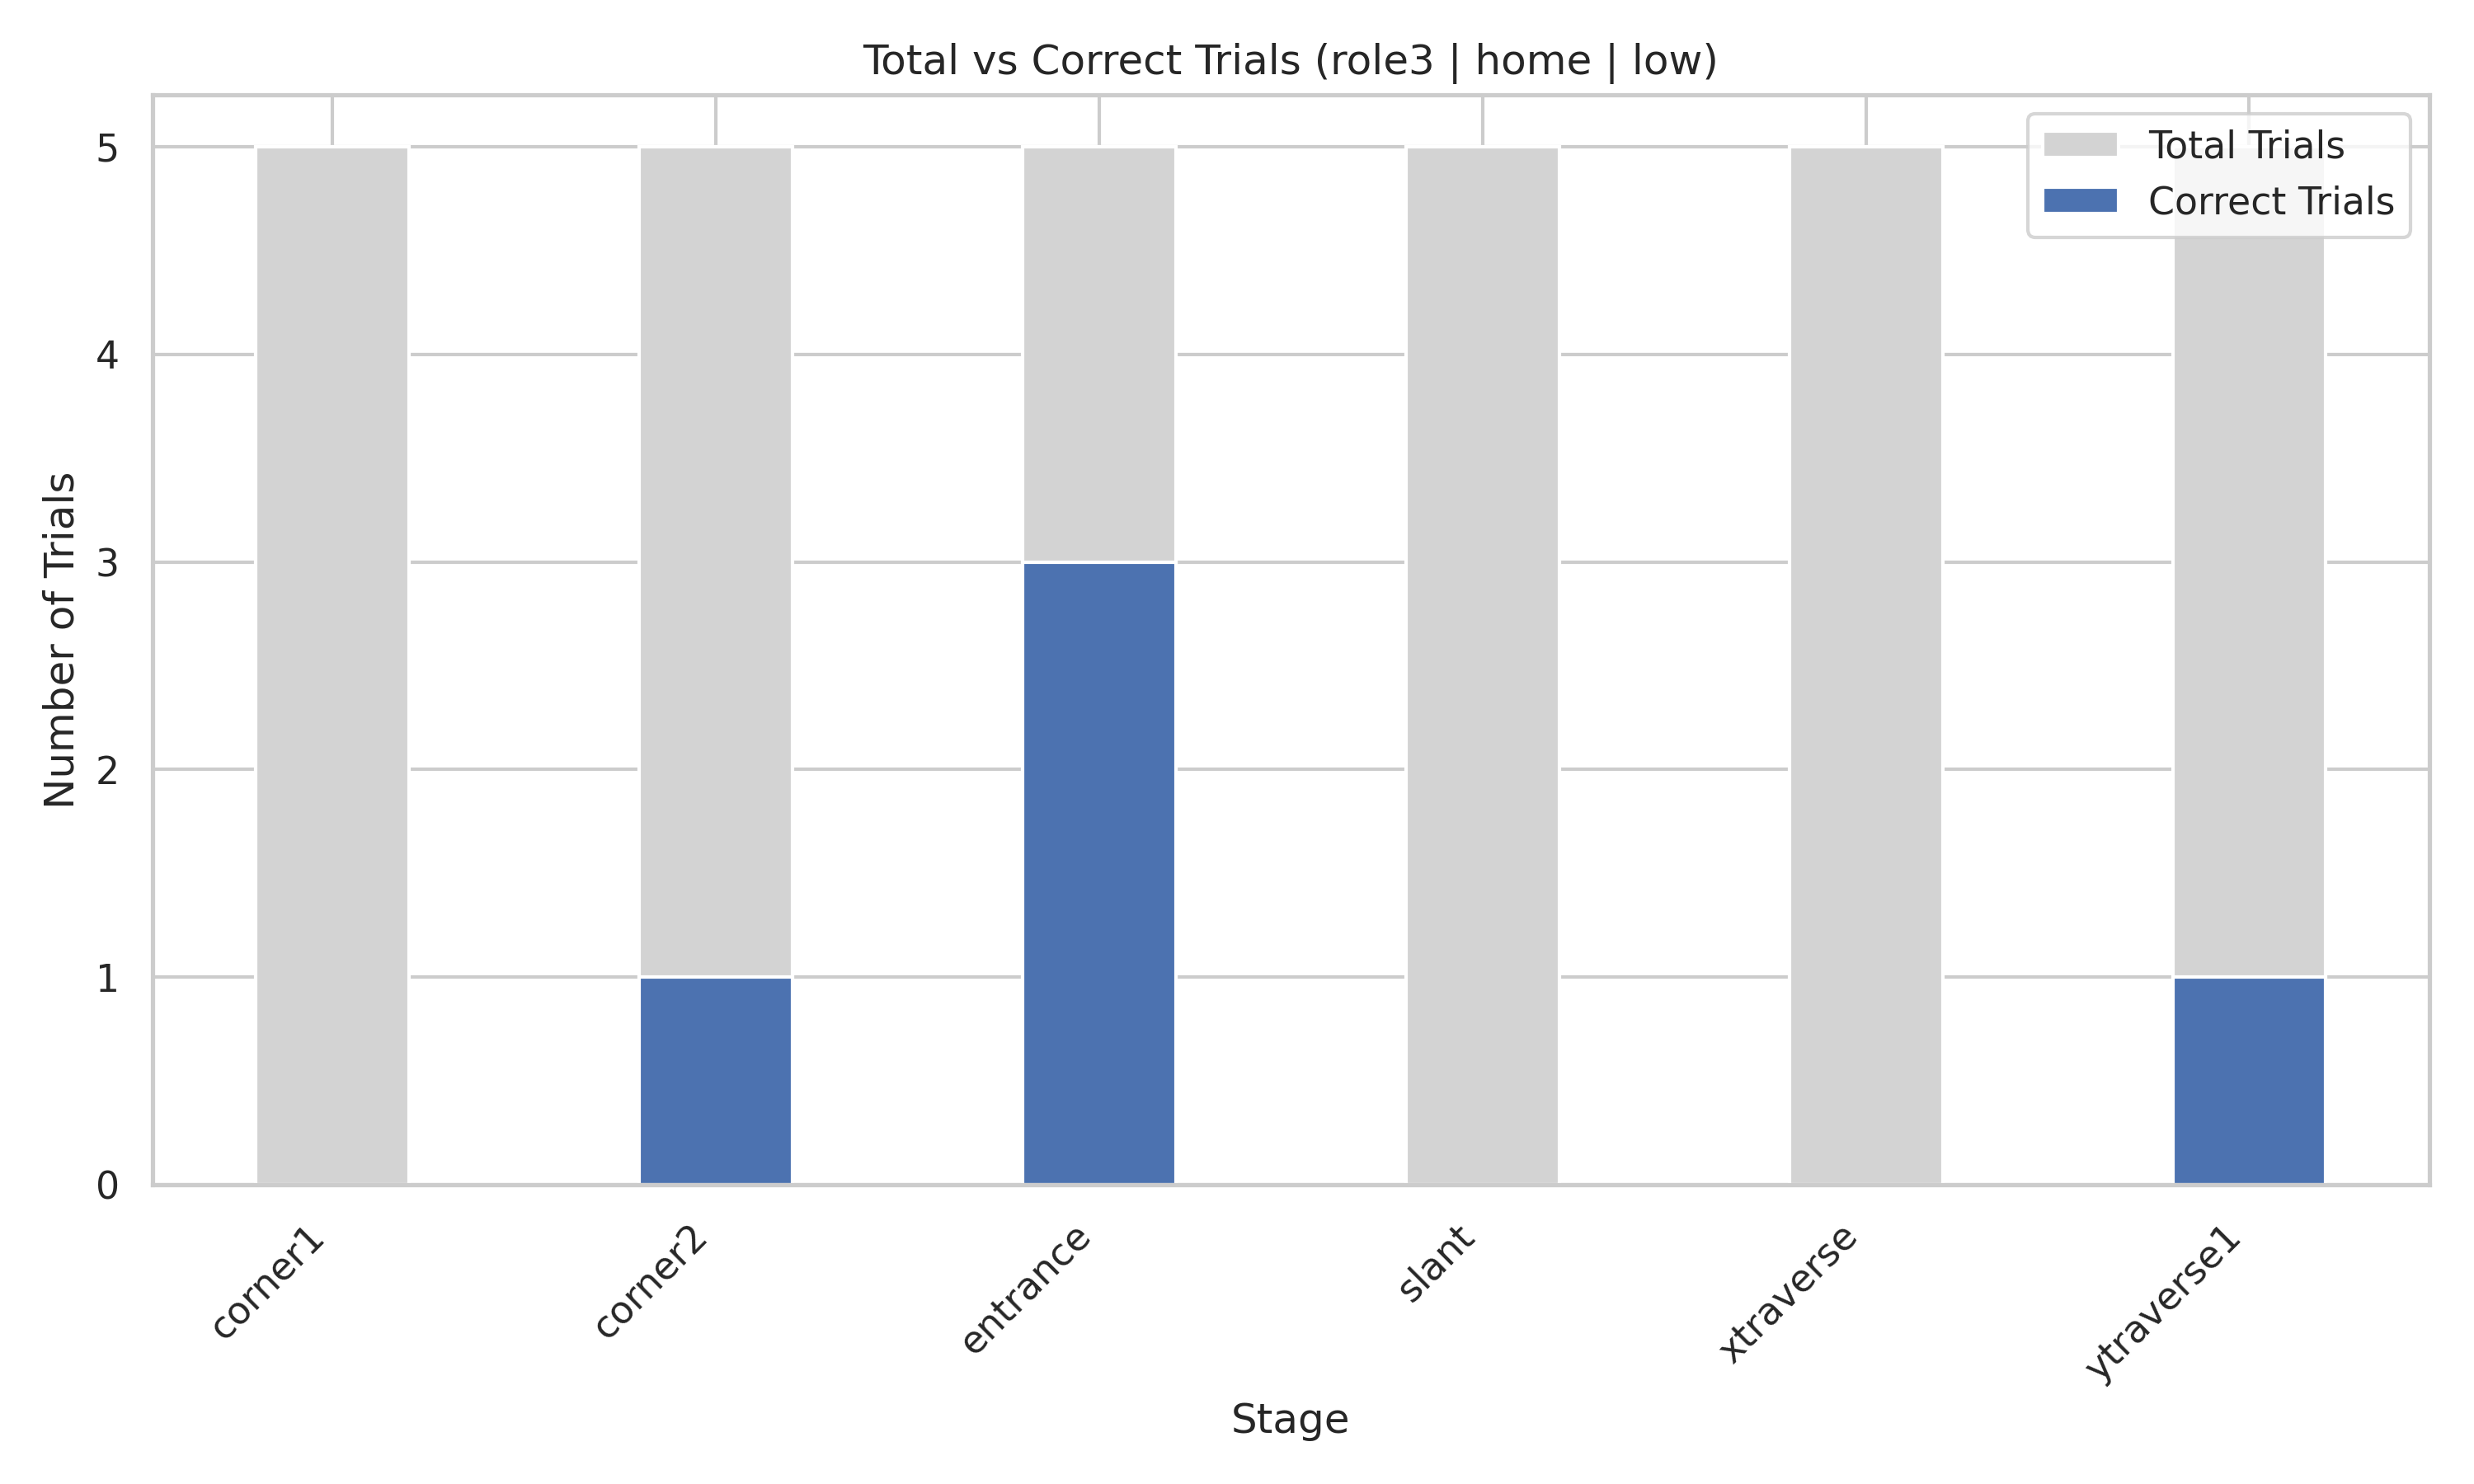 Total vs Correct Trials (role3 | home | low)
Total Trials
Correct Trials
Number of Trials
5
4
3
2
1
0
corner1
corner2
entrance
slant
xtraverse
ytraverse1
Stage